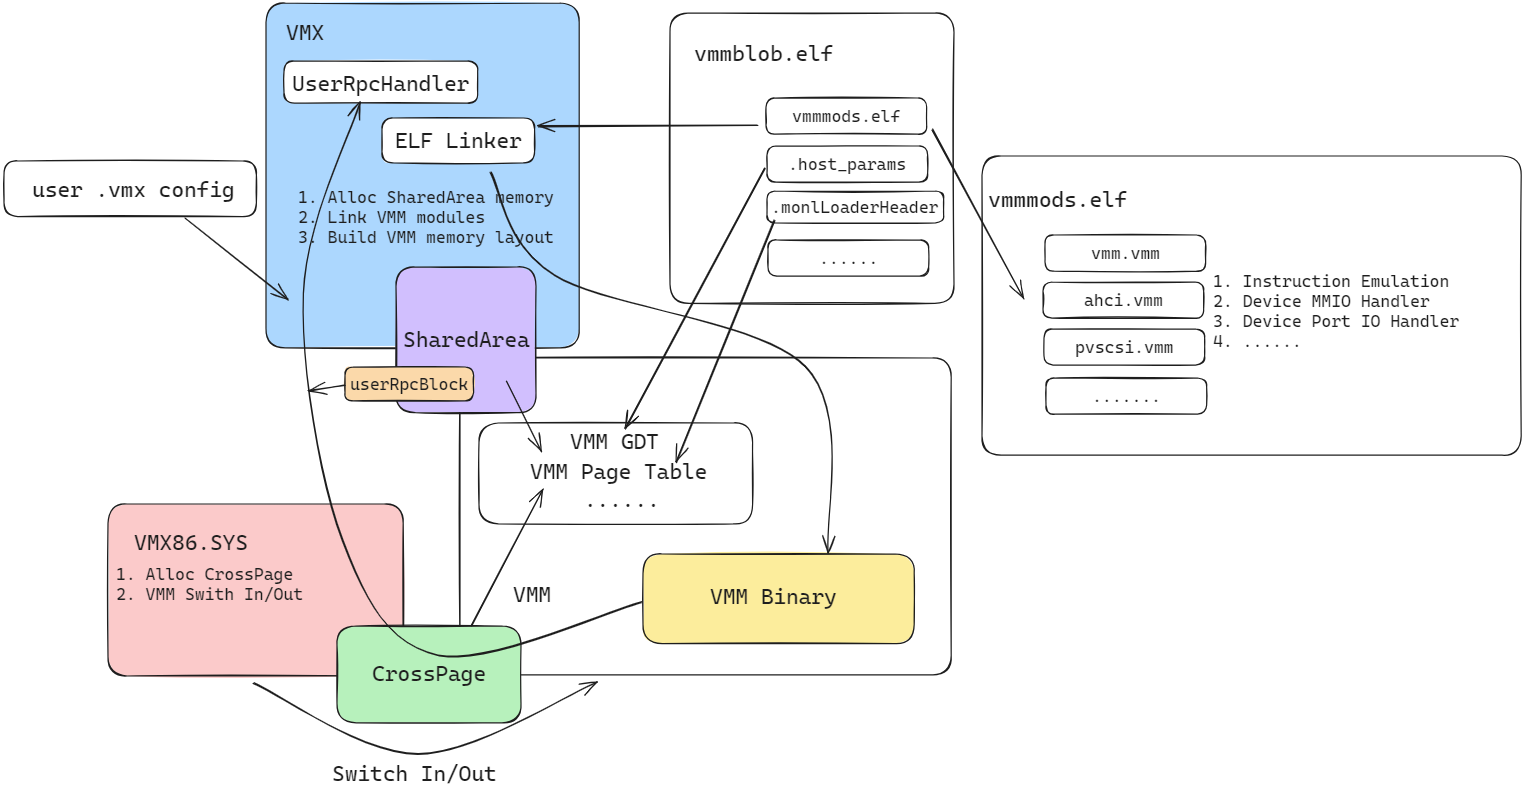 VMX
UserRpcHandler
ELF Linker
1. Alloc SharedArea memory
2. Link VMM modules
3. Build VMM memory layout
user .vmx config
vmmblob.elf
vmmmods.elf
.host_params
.monlLoaderHeader
......
vmmmods.elf
vmm.vmm
ahci.vmm
pvscsi.vmm
.......
1. Instruction Emulation
2. Device MMIO Handler
3. Device Port IO Handler
4. ......
SharedArea
userRpcBlock
VMM GDT
VMM Page Table
......
VMX86.SYS
1. Alloc CrossPage
2. VMM Swith In/Out
VMM
VMM Binary
CrossPage
Switch In/Out